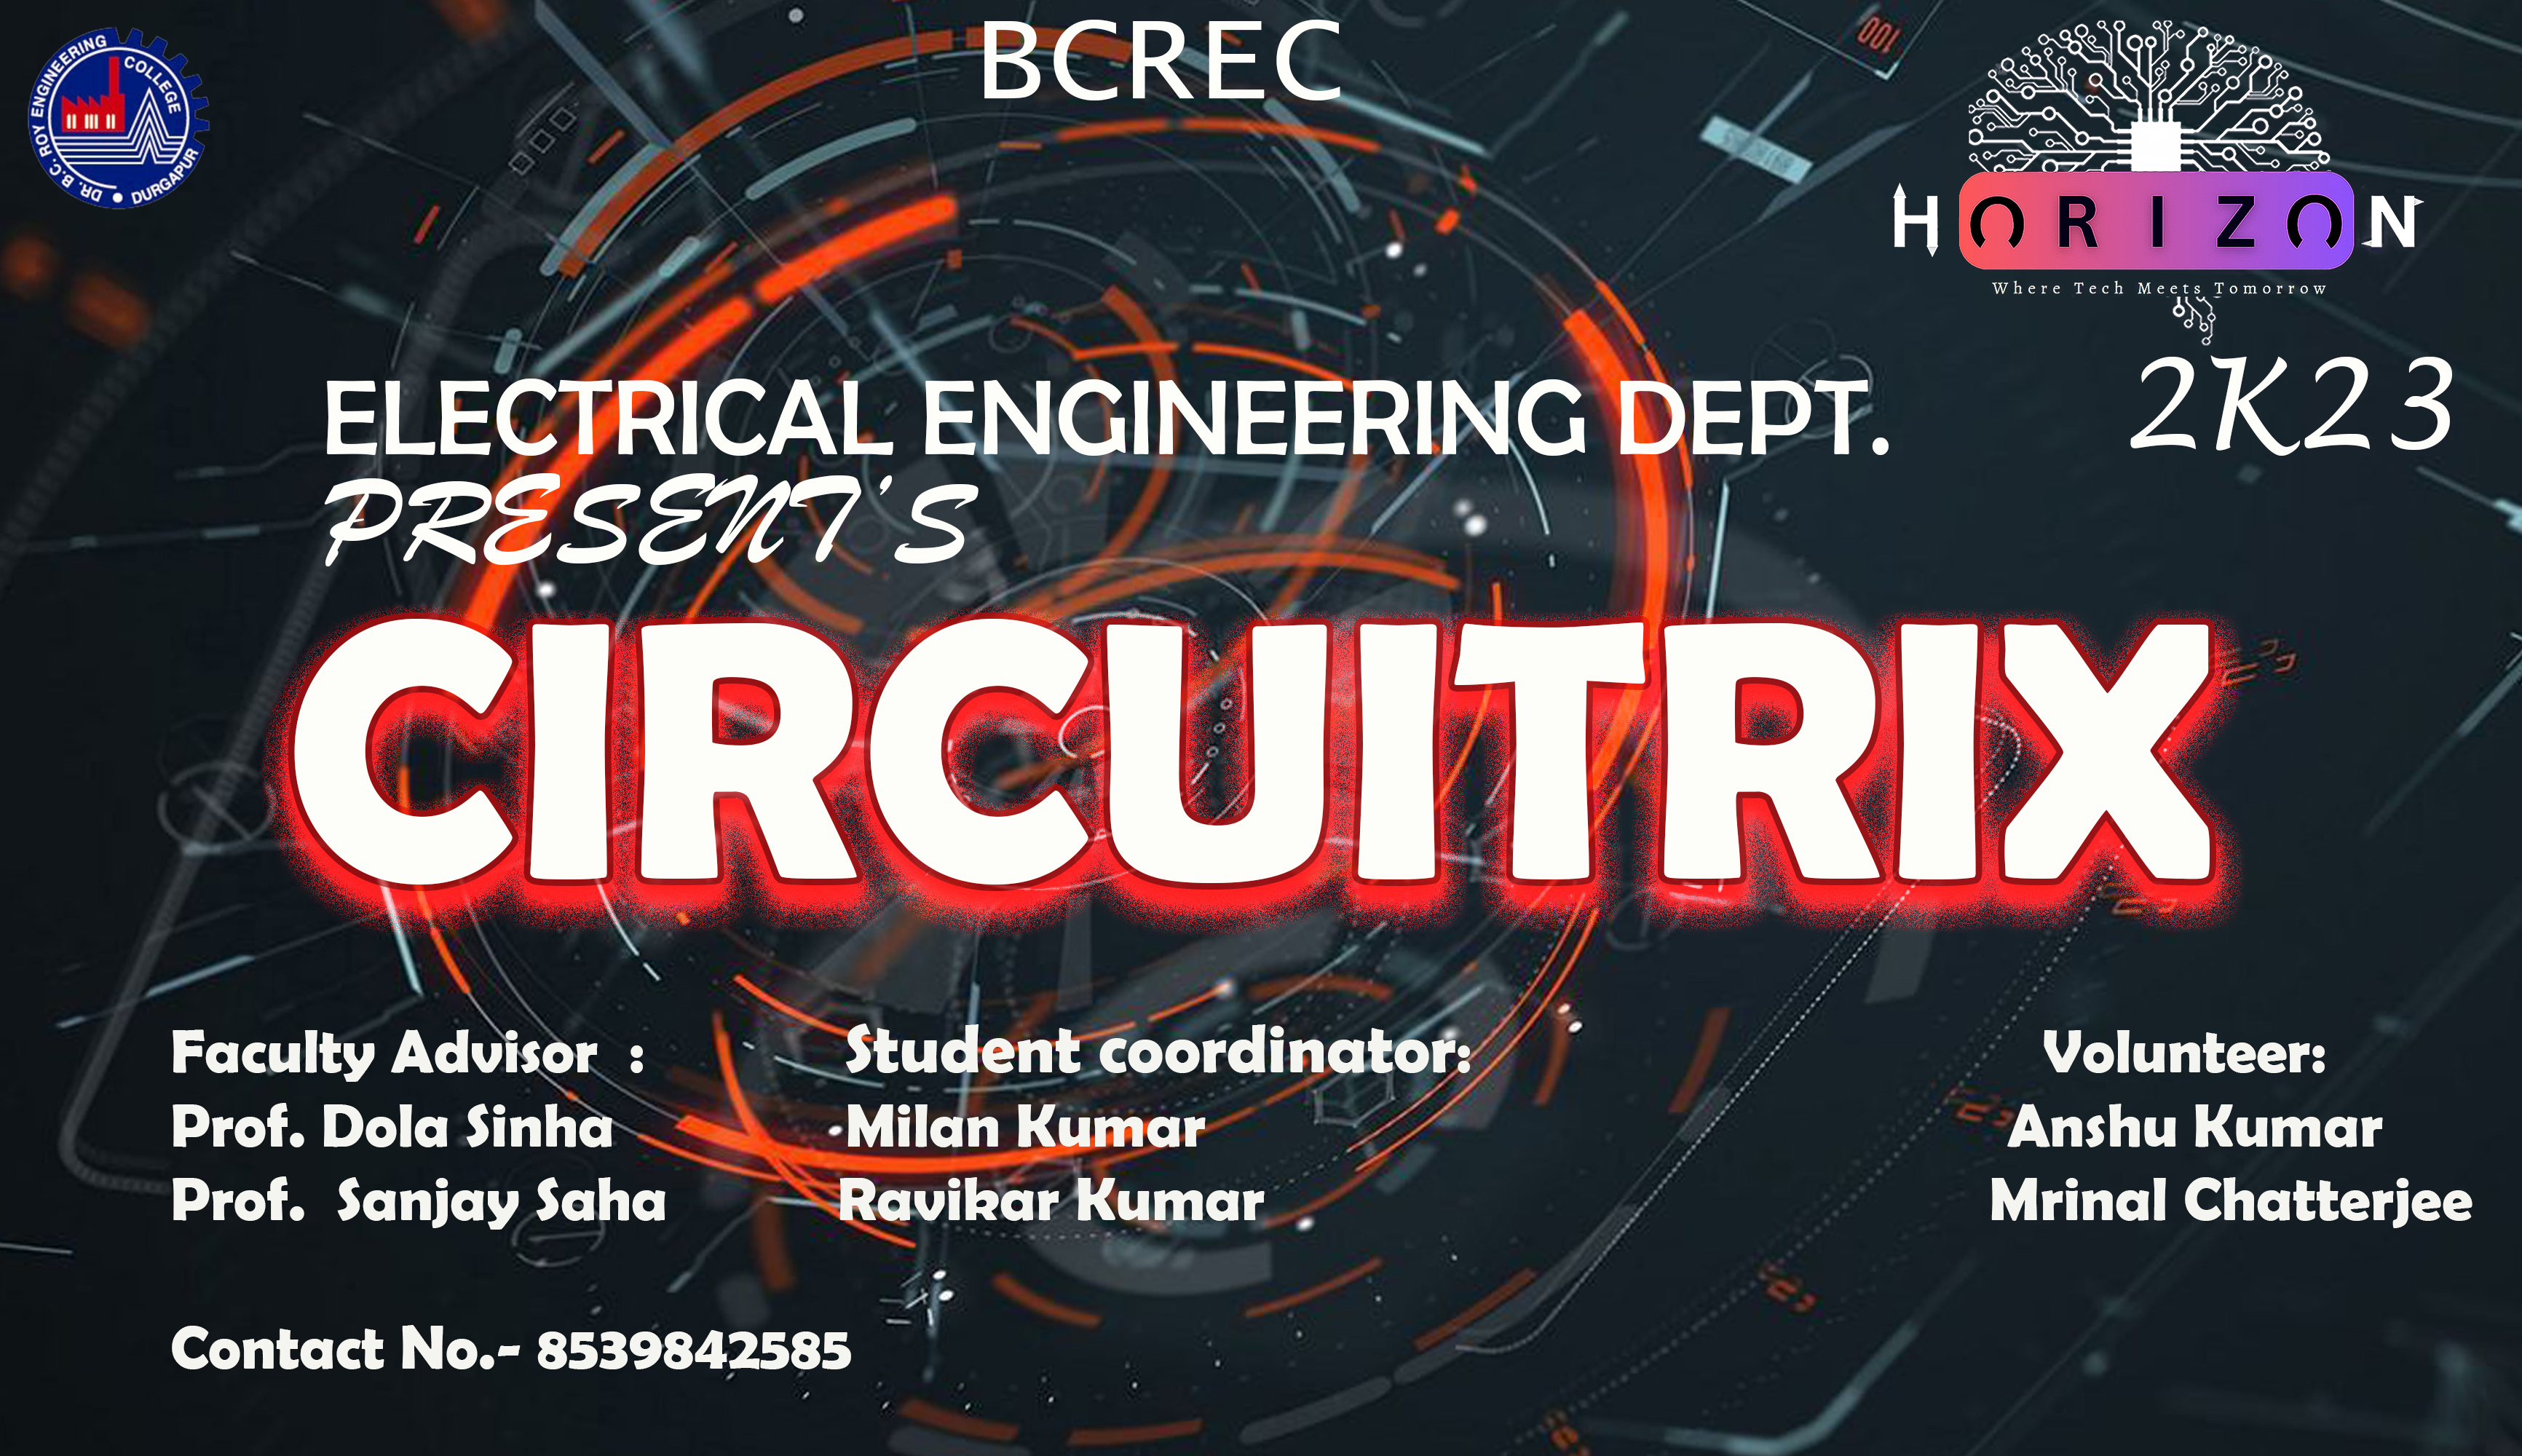 BCREC
DR. B.C. ROY ENGINEERING COLLEGE
DURGAPUR
HORIZON
Where Tech Meets Tomorrow
2K23
ELECTRICAL ENGINEERING DEPT.
PRESENT'S
CIRCUITRIX
Faculty Advisor :
Prof. Dola Sinha
Prof. Sanjay Saha
Student coordinator:
Milan Kumar
Ravikar Kumar
Volunteer:
Anshu Kumar
Mrinal Chatterjee
Contact No.- 8539842585
100